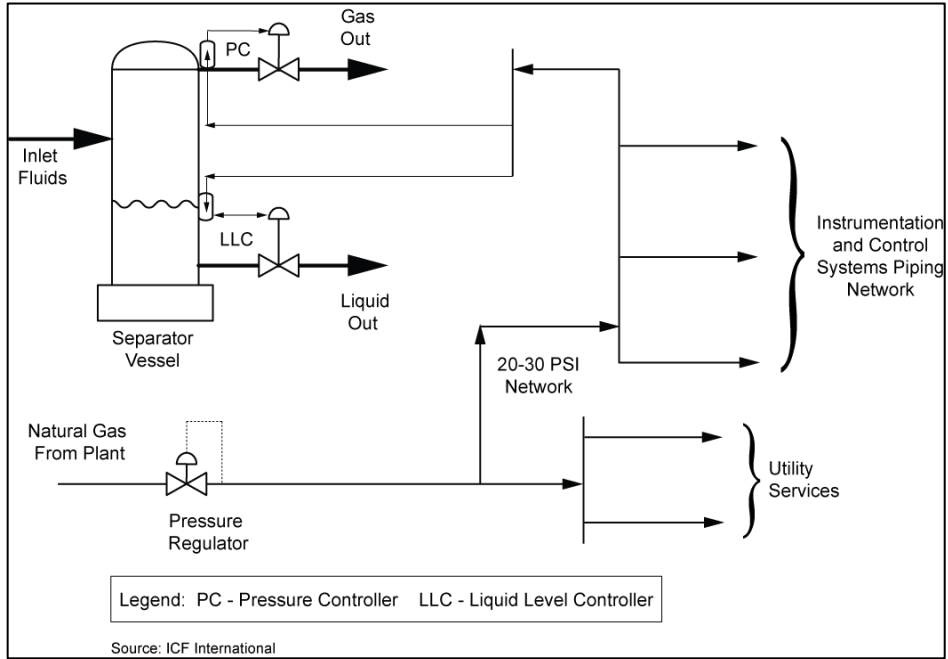 Gas
Out
PC
Inlet
Fluids
LLC
Liquid
Out
Separator
Vessel
Instrumentation
and Control
Systems Piping
Network
20-30 PSI
Network
Natural Gas
From Plant
Pressure
Regulator
Utility
Services
Legend: PC - Pressure Controller LLC - Liquid Level Controller
Source: ICF International